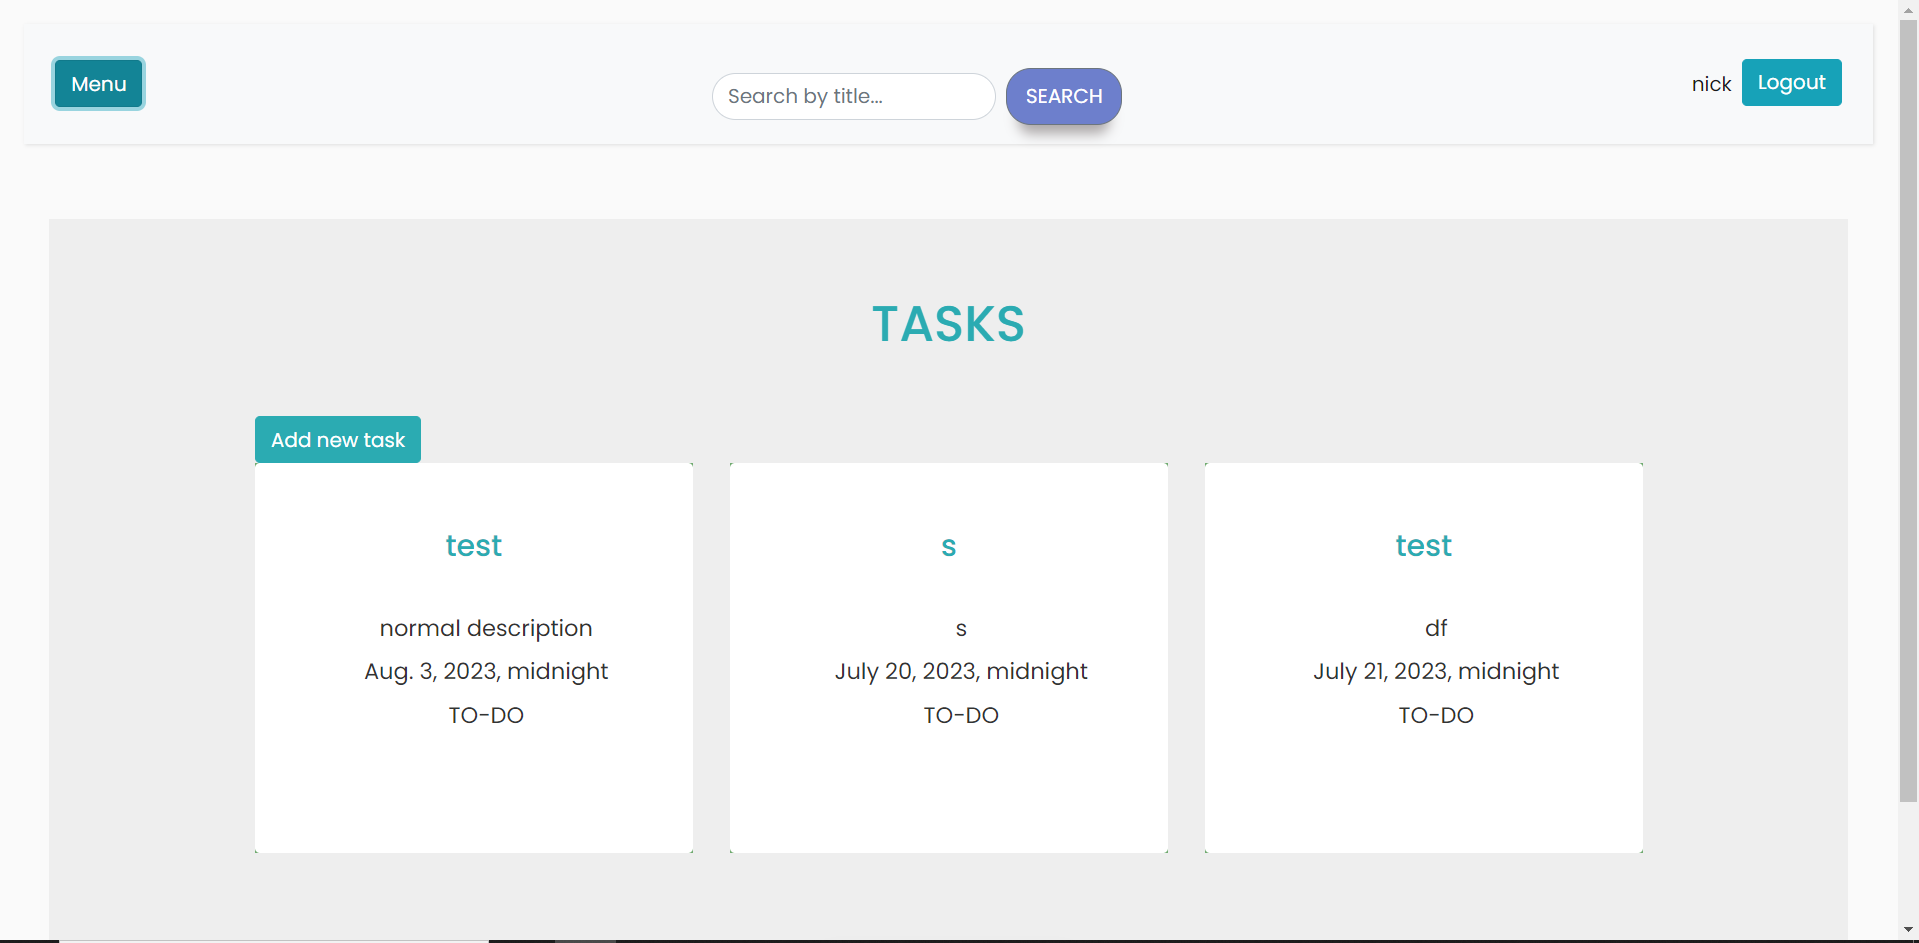 Menu
Search by title...
SEARCH
nick
Logout
TASKS
Add new task
test
normal description
Aug. 3, 2023, midnight
TO-DO
s
s
July 20, 2023, midnight
TO-DO
test
df
July 21, 2023, midnight
TO-DO